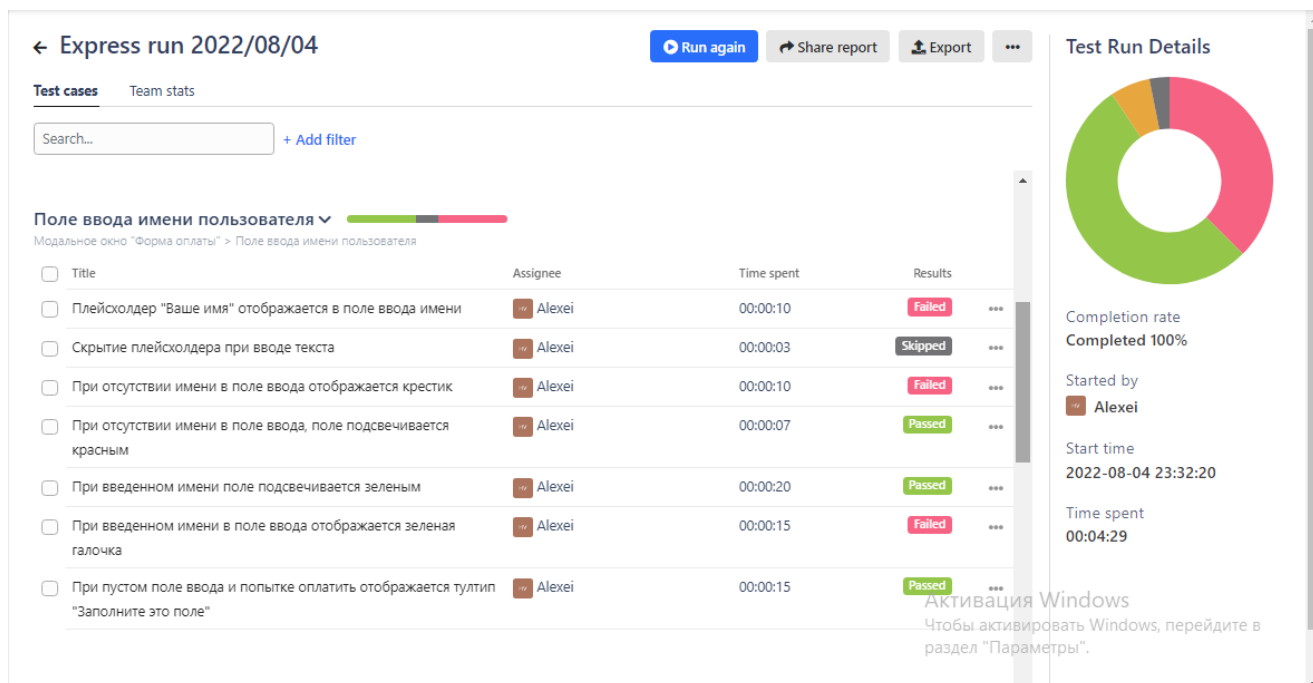 Express run 2022/08/04
Run again
Share report
Export
Test Run Details
Test cases
Team stats
Search...
+ Add filter
Поле ввода имени пользователя
Модальное окно "Форма оплаты" > Поле ввода имени пользователя
Title Assignee Time spent Results
Плейсхолдер "Ваше имя" отображается в поле ввода имени Alexei 00:00:10 Failed
Скрытие плейсхолдера при вводе текста Alexei 00:00:03 Skipped
При отсутствии имени в поле ввода отображается крестик Alexei 00:00:10 Failed
При отсутствии имени в поле ввода, поле подсвечивается Alexei 00:00:07 Passed
красным
При введенном имени поле подсвечивается зеленым Alexei 00:00:20 Passed
При введенном имени в поле ввода отображается зеленая Alexei 00:00:15 Failed
галочка
При пустом поле ввода и попытке оплатить отображается тултип Alexei 00:00:15 Passed
"Заполните это поле"
Completion rate
Completed 100%
Started by
Alexei
Start time
2022-08-04 23:32:20
Time spent
00:04:29
Активация Windows
Чтобы активировать Windows, перейдите в
раздел "Параметры".